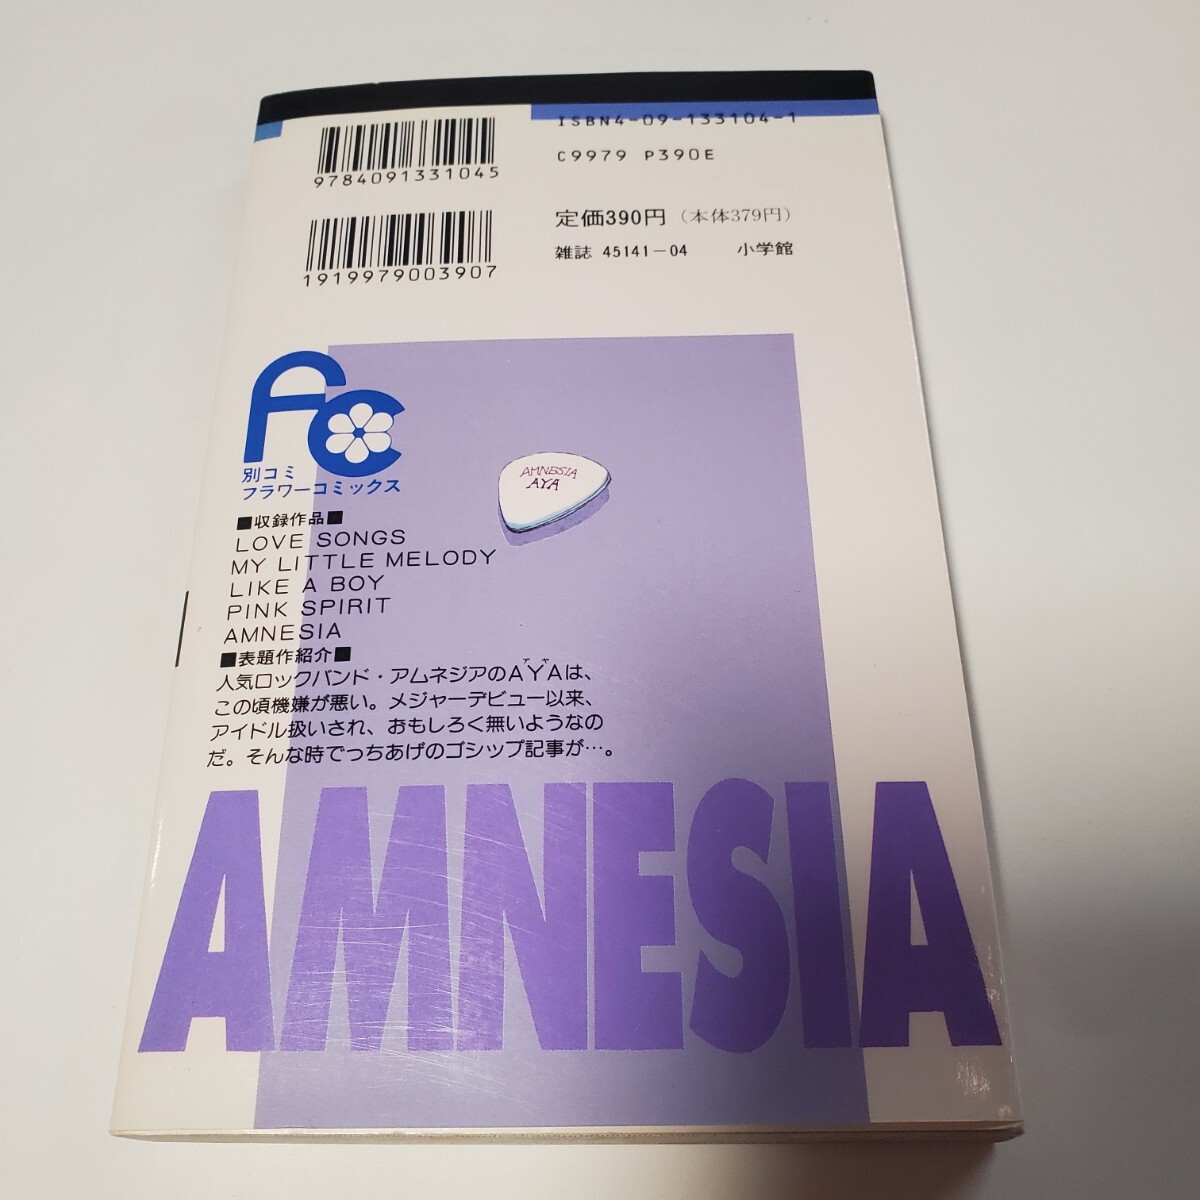 ISBN4-09-133104-1
C9979 P390E
9784091331045
定価390円（本体379円）
雑誌 45141-04 小学館
1919979003907
FC
別コミ
フラワーコミックス
AMNESIA
AYA
■収録作品■
LOVE SONGS
MY LITTLE MELODY
LIKE A BOY
PINK SPIRIT
AMNESIA
■表題作紹介■
人気ロックバンド・アムネジアのAYAは、
この頃機嫌が悪い。メジャーデビュー以来、
アイドル扱いされ、おもしろく無いようなの
だ。そんな時でっちあげのゴシップ記事が…。
AMNESIA